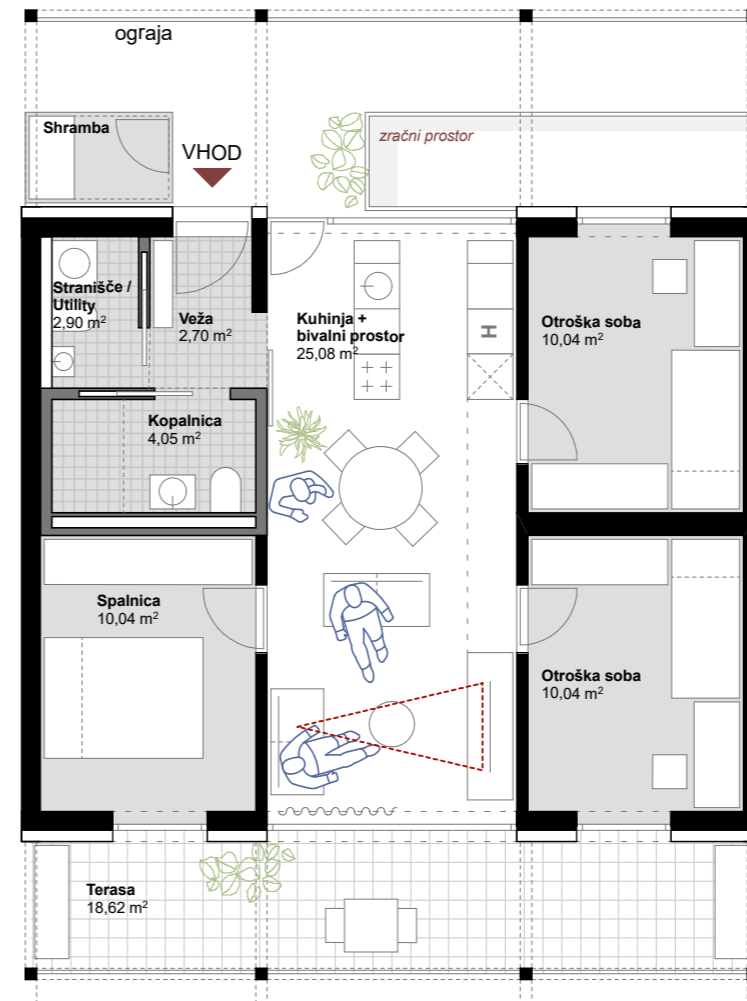 ograja
Shramba
VHOD
zračni prostor
Stranišče /
Utility
2,90 m²
Veža
2,70 m²
Kuhinja +
bivalni prostor
25,08 m²
H
Otroška soba
10,04 m²
Kopalnica
4,05 m²
Spalnica
10,04 m²
Otroška soba
10,04 m²
Terasa
18,62 m²